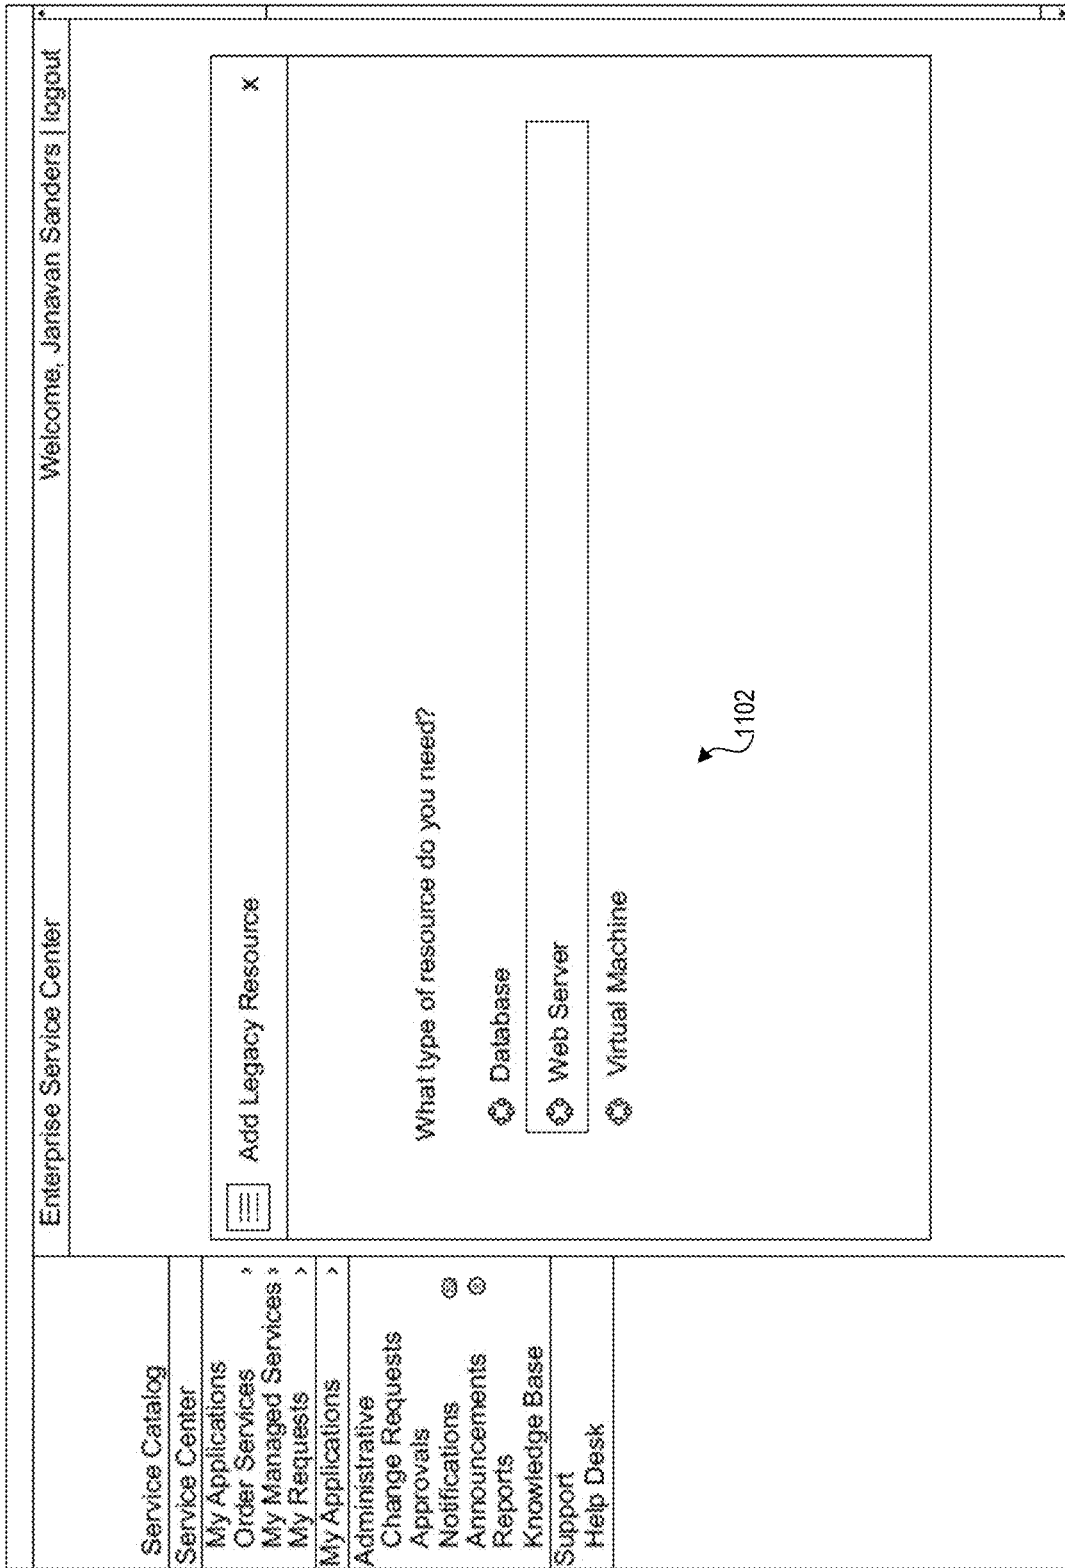 Enterprise Service Center
Welcome, Janavan Sanders | logout
Service Catalog
Service Center
My Applications
Order Services ›
My Managed Services ›
My Requests ›
My Applications ›
Administrative
Change Requests
Approvals
Notifications
Announcements
Reports
Knowledge Base
Support
Help Desk
Add Legacy Resource X
What type of resource do you need?
Database
Web Server
Virtual Machine
1102